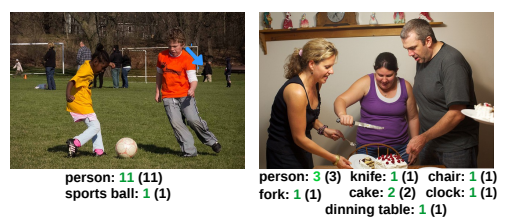 person: 11 (11)
sports ball: 1 (1)
person: 3 (3) knife: 1 (1) chair: 1 (1)
fork: 1 (1) cake: 2 (2) clock: 1 (1)
dinning table: 1 (1)